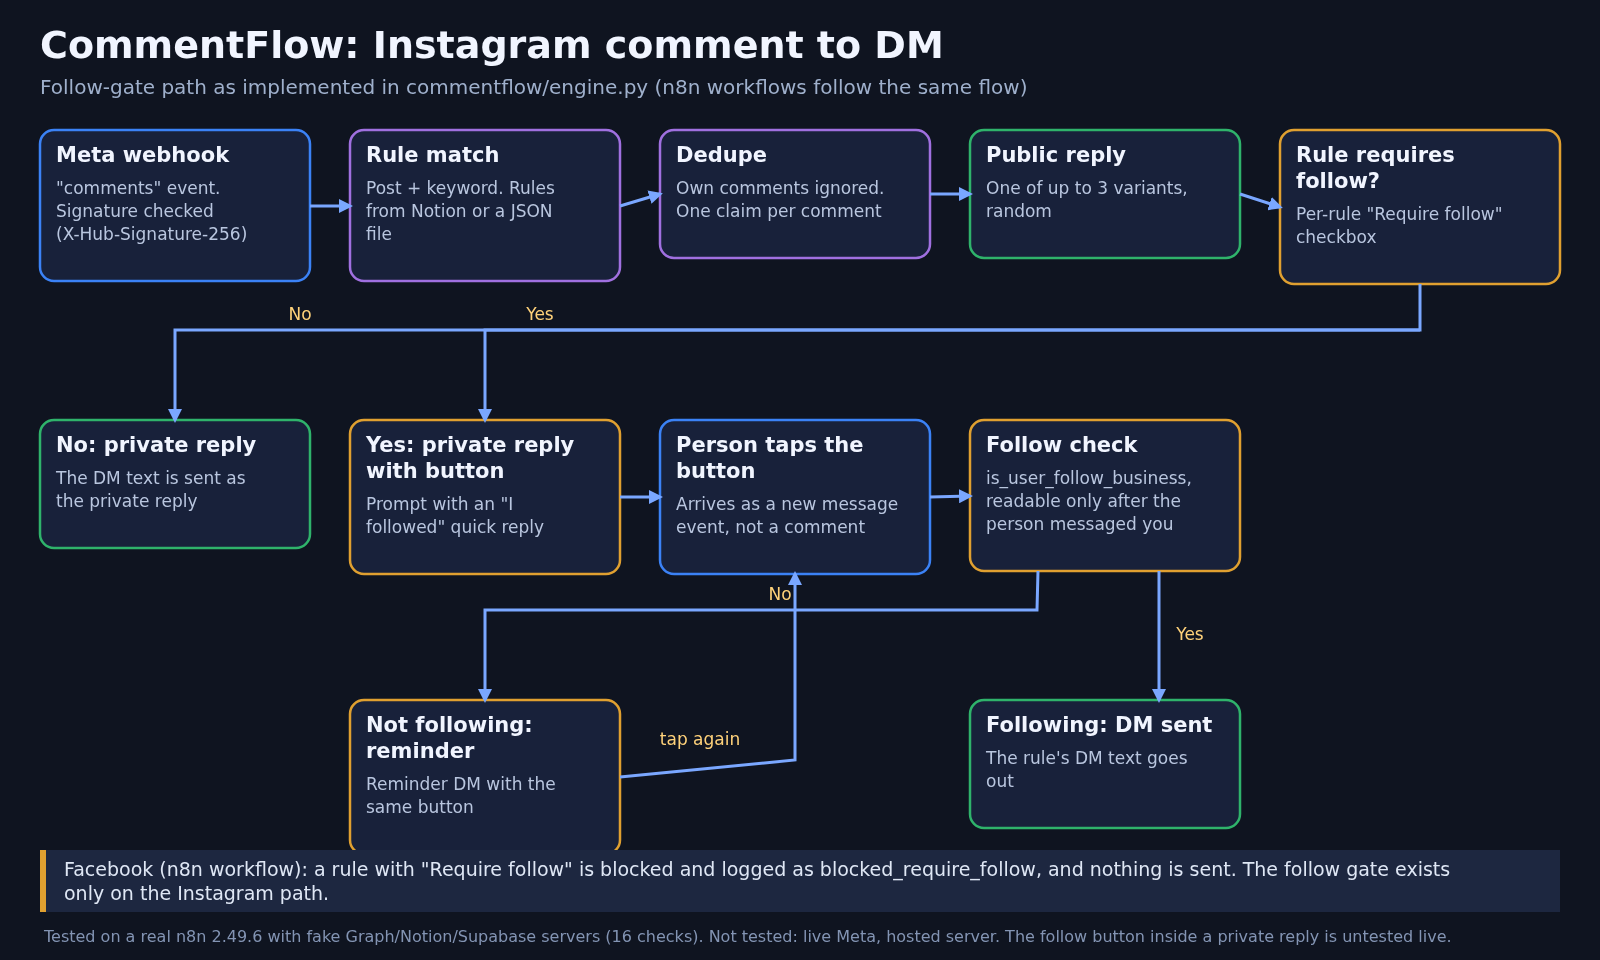 CommentFlow: Instagram comment to DM
Follow-gate path as implemented in commentflow/engine.py (n8n workflows follow the same flow)
Meta webhook
"comments" event.
Signature checked
(X-Hub-Signature-256)
Rule match
Post + keyword. Rules
from Notion or a JSON
file
Dedupe
Own comments ignored.
One claim per comment
Public reply
One of up to 3 variants,
random
Rule requires
follow?
Per-rule "Require follow"
checkbox
No
Yes
No: private reply
The DM text is sent as
the private reply
Yes: private reply
with button
Prompt with an "I
followed" quick reply
Person taps the
button
Arrives as a new message
event, not a comment
Follow check
is_user_follow_business,
readable only after the
person messaged you
No
Yes
Not following:
reminder
Reminder DM with the
same button
tap again
Following: DM sent
The rule's DM text goes
out
Facebook (n8n workflow): a rule with "Require follow" is blocked and logged as blocked_require_follow, and nothing is sent. The follow gate exists
only on the Instagram path.
Tested on a real n8n 2.49.6 with fake Graph/Notion/Supabase servers (16 checks). Not tested: live Meta, hosted server. The follow button inside a private reply is untested live.